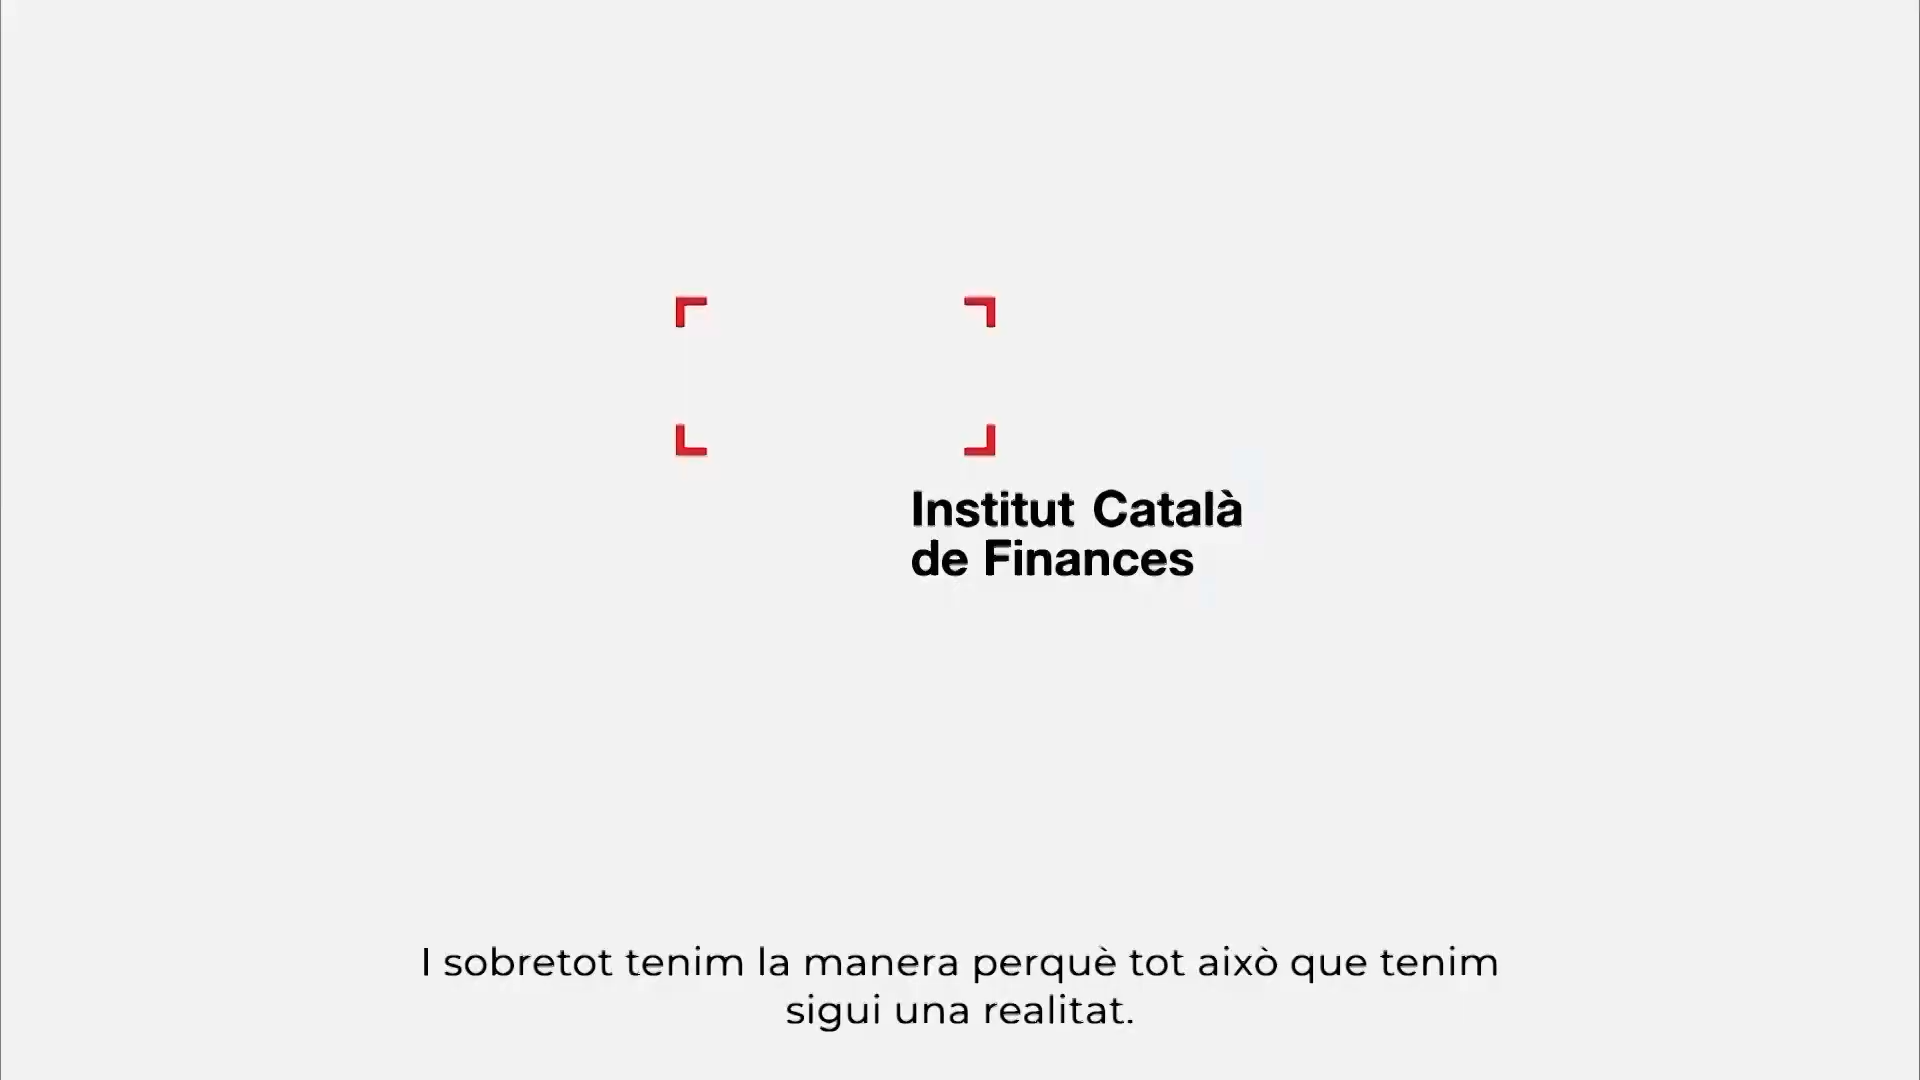 Institut Català
de Finances
I sobretot tenim la manera perquè tot això que tenim
sigui una realitat.